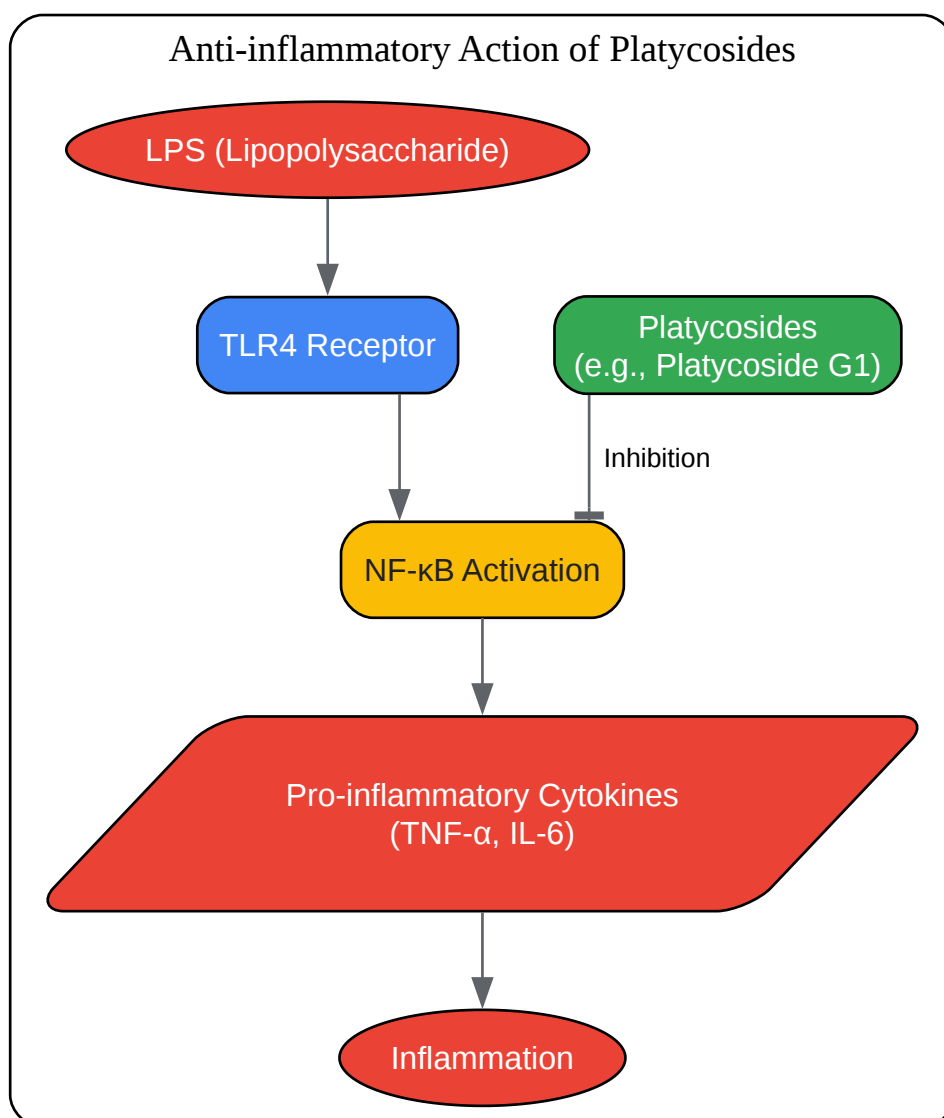 Anti-inflammatory Action of Platycosides
LPS (Lipopolysaccharide)
TLR4 Receptor
Platycosides
(e.g., Platycoside G1)
Inhibition
NF-κB Activation
Pro-inflammatory Cytokines
(TNF-α, IL-6)
Inflammation